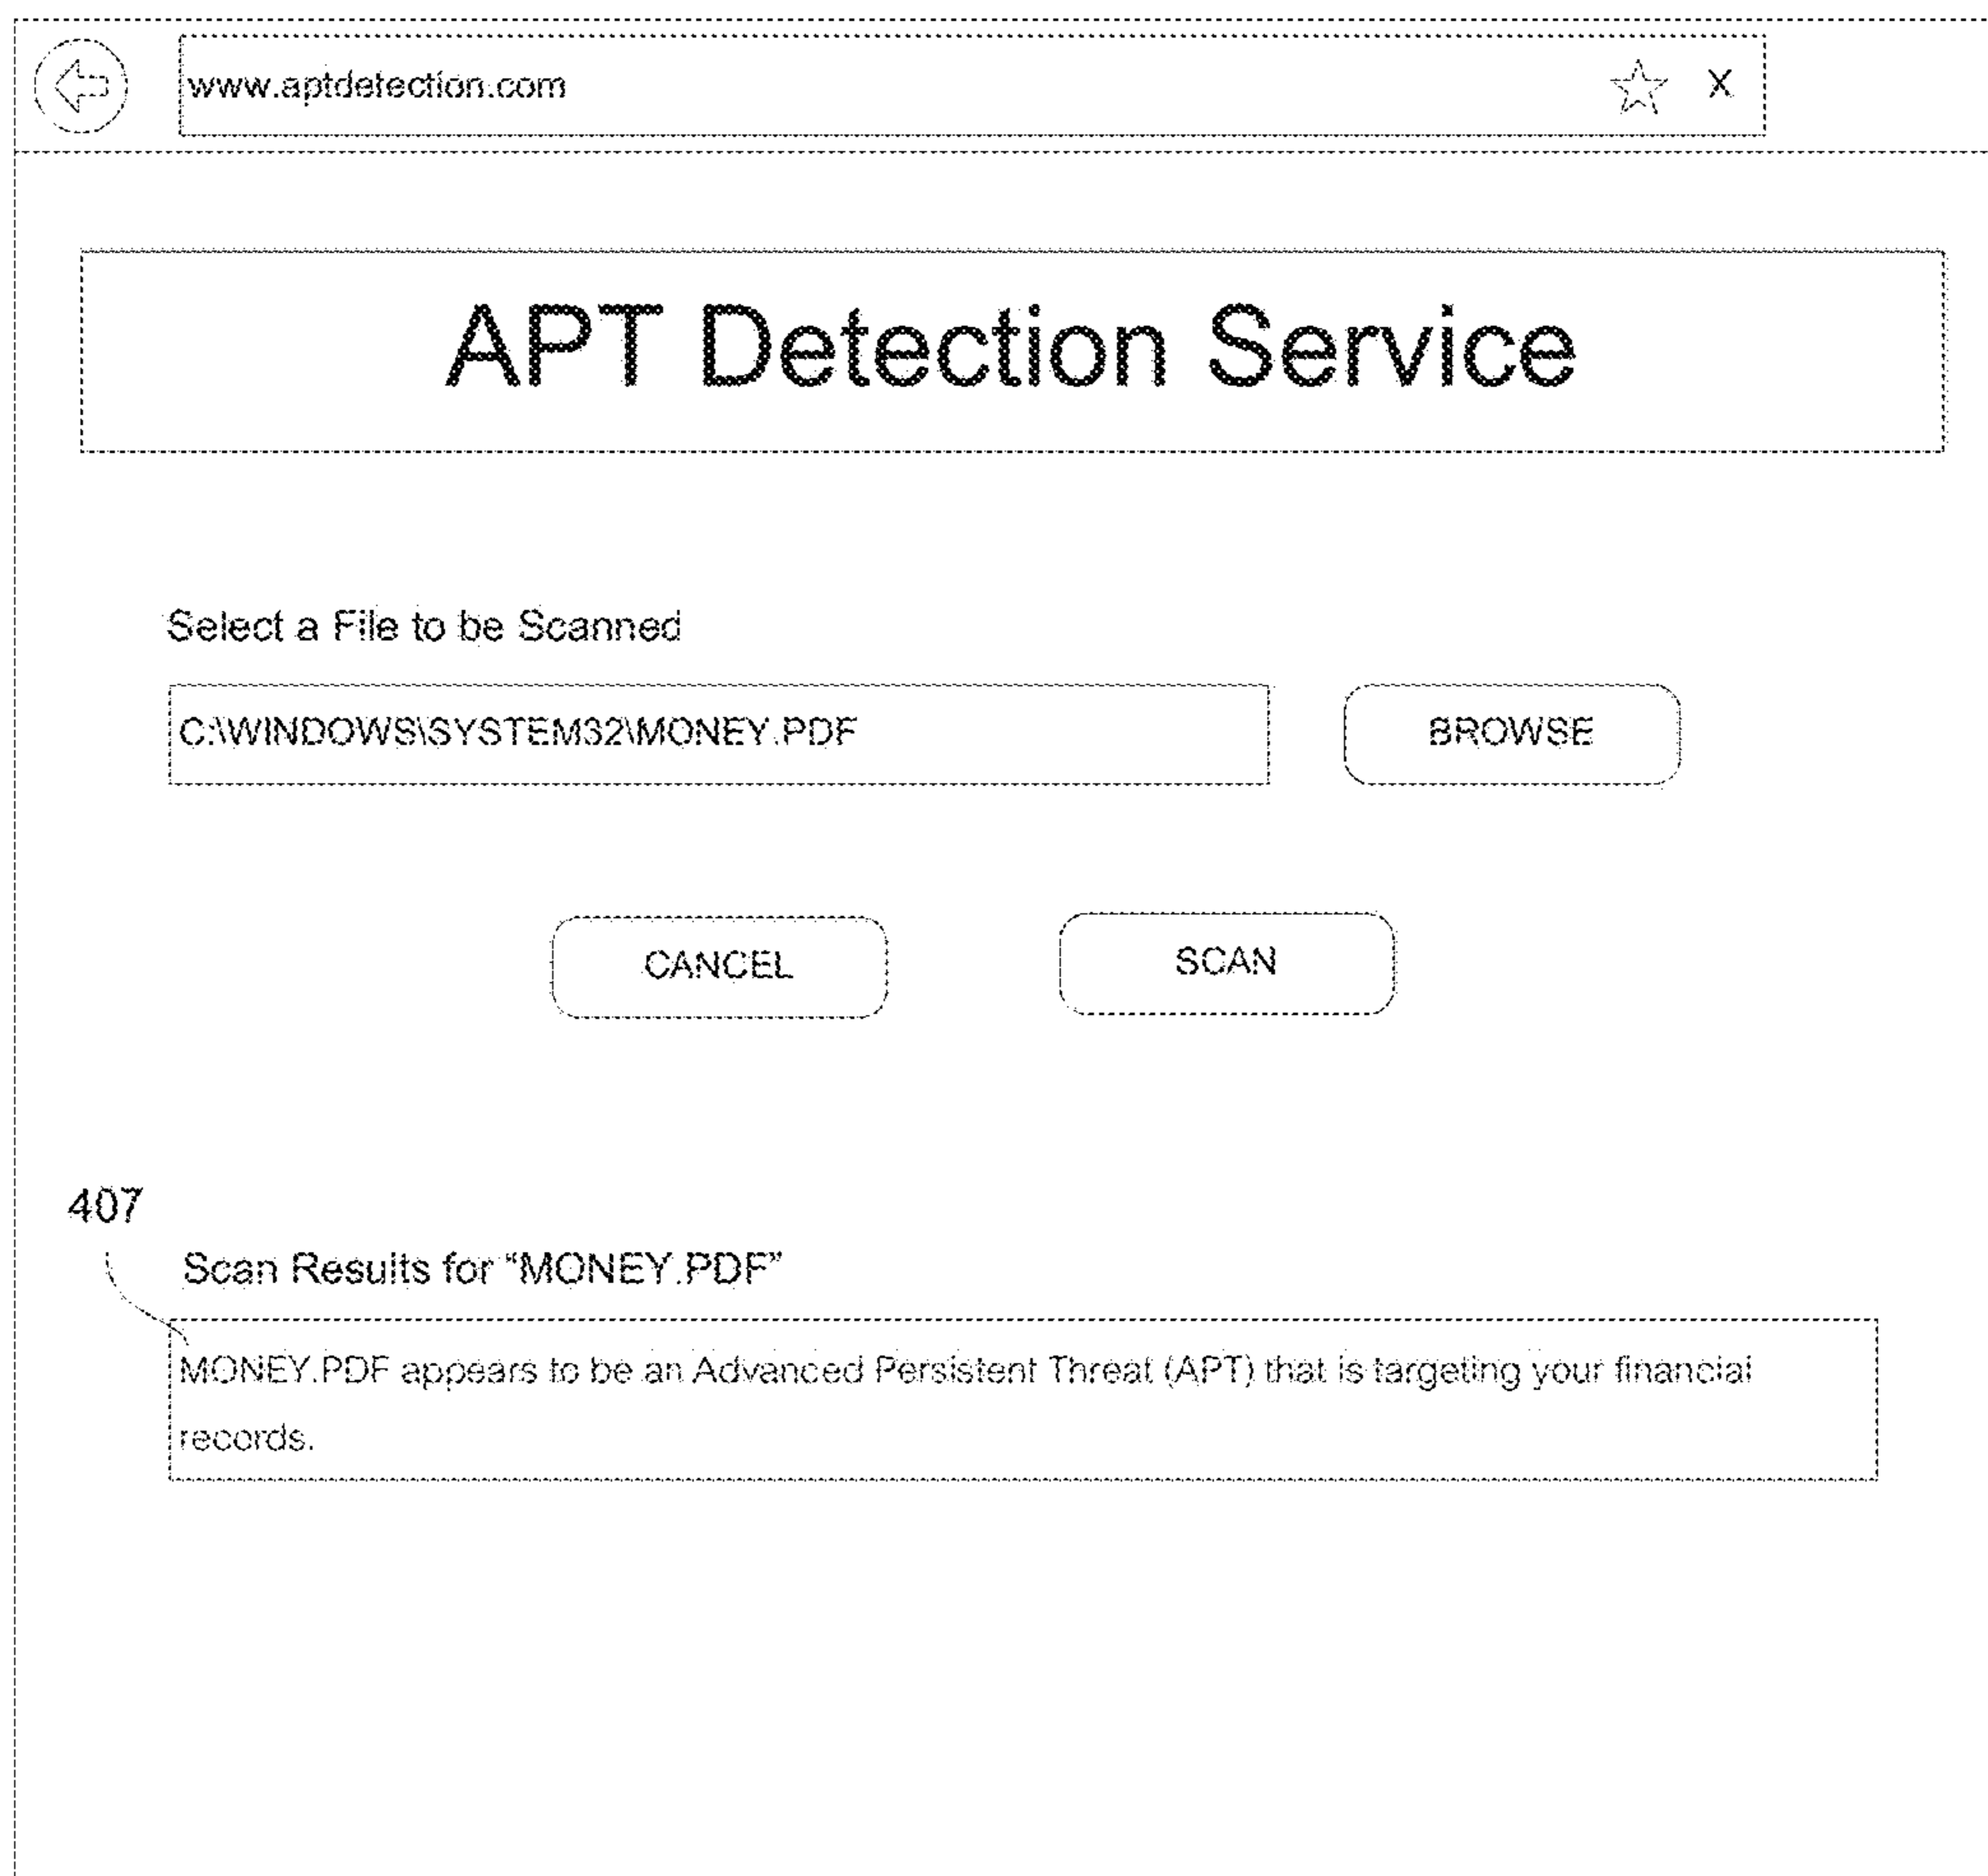 www.aptdetection.com X
APT Detection Service
Select a File to be Scanned
C:\WINDOWS\SYSTEM32\MONEY.PDF BROWSE
CANCEL SCAN
407
Scan Results for “MONEY.PDF”
MONEY.PDF appears to be an Advanced Persistent Threat (APT) that is targeting your financial
records.